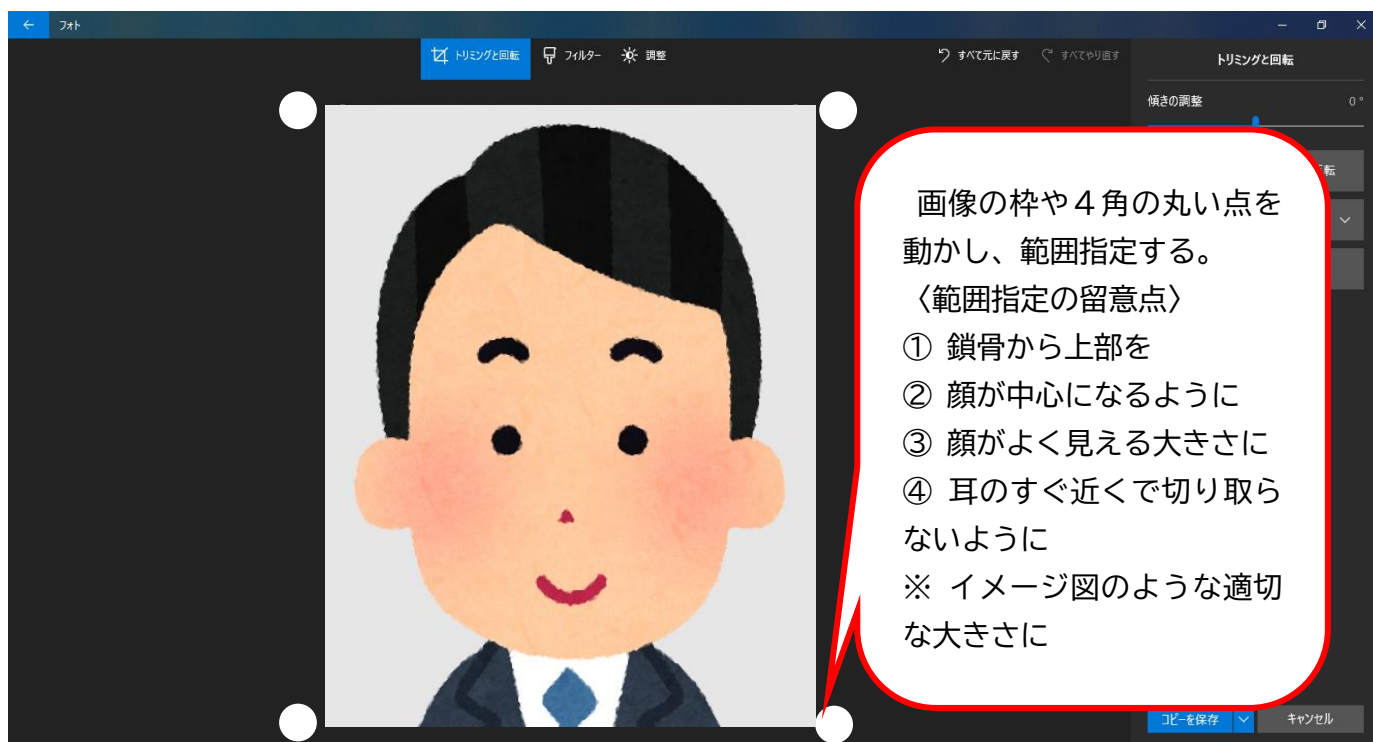 フォト
トリミングと回転 フィルター 調整 すべて元に戻す すべてやり直す トリミングと回転
傾きの調整 0°
転
画像の枠や４角の丸い点を
動かし、範囲指定する。
〈範囲指定の留意点〉
① 鎖骨から上部を
② 顔が中心になるように
③ 顔がよく見える大きさに
④ 耳のすぐ近くで切り取ら
ないように
※ イメージ図のような適切
な大きさに
コピーを保存 キャンセル